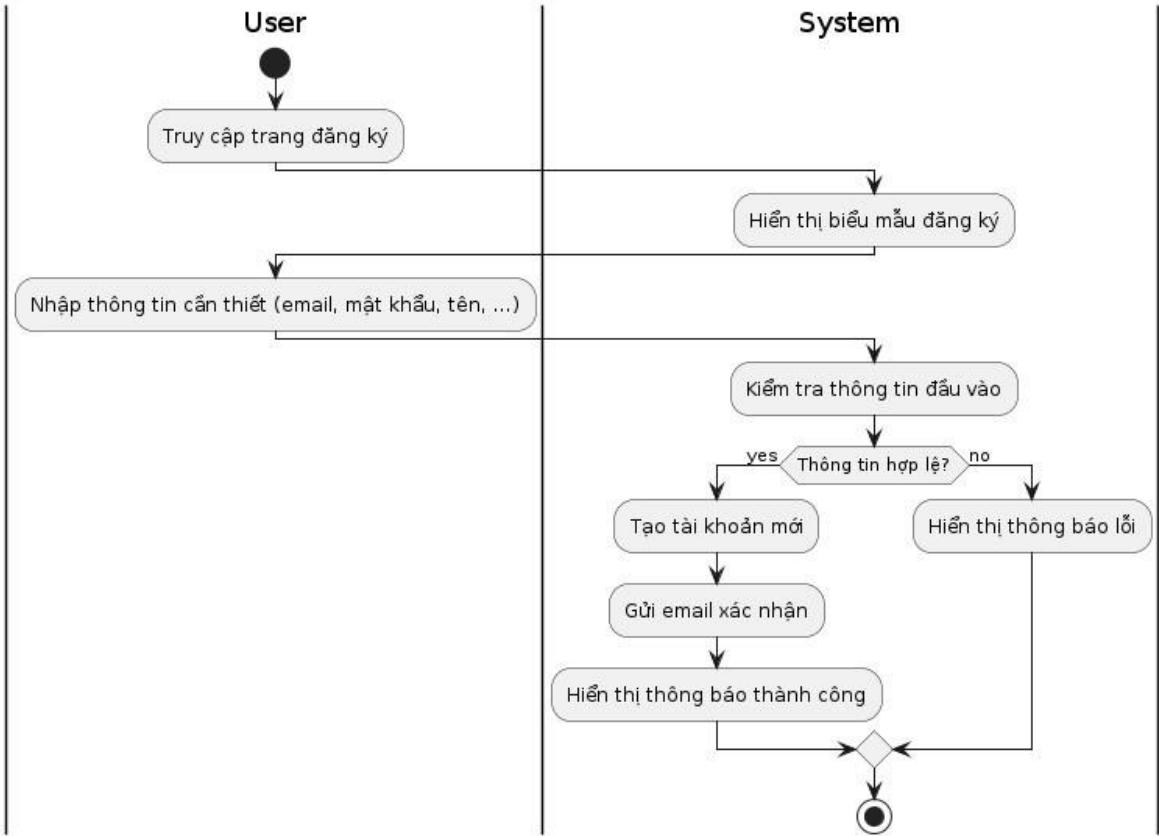 User
System
Truy cập trang đăng ký
Hiển thị biểu mẫu đăng ký
Nhập thông tin cần thiết (email, mật khẩu, tên, ...)
Kiểm tra thông tin đầu vào
yes
Thông tin hợp lệ?
no
Tạo tài khoản mới
Hiển thị thông báo lỗi
Gửi email xác nhận
Hiển thị thông báo thành công